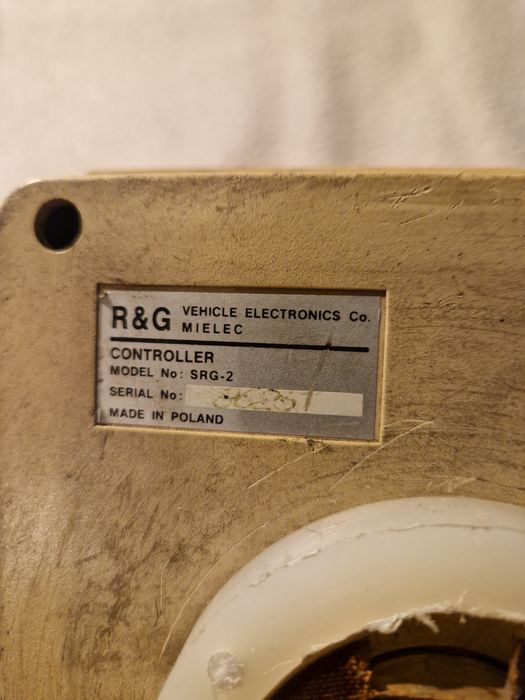 R&G VEHICLE ELECTRONICS Co.
MIELEC
CONTROLLER
MODEL No: SRG-2
SERIAL No:
MADE IN POLAND